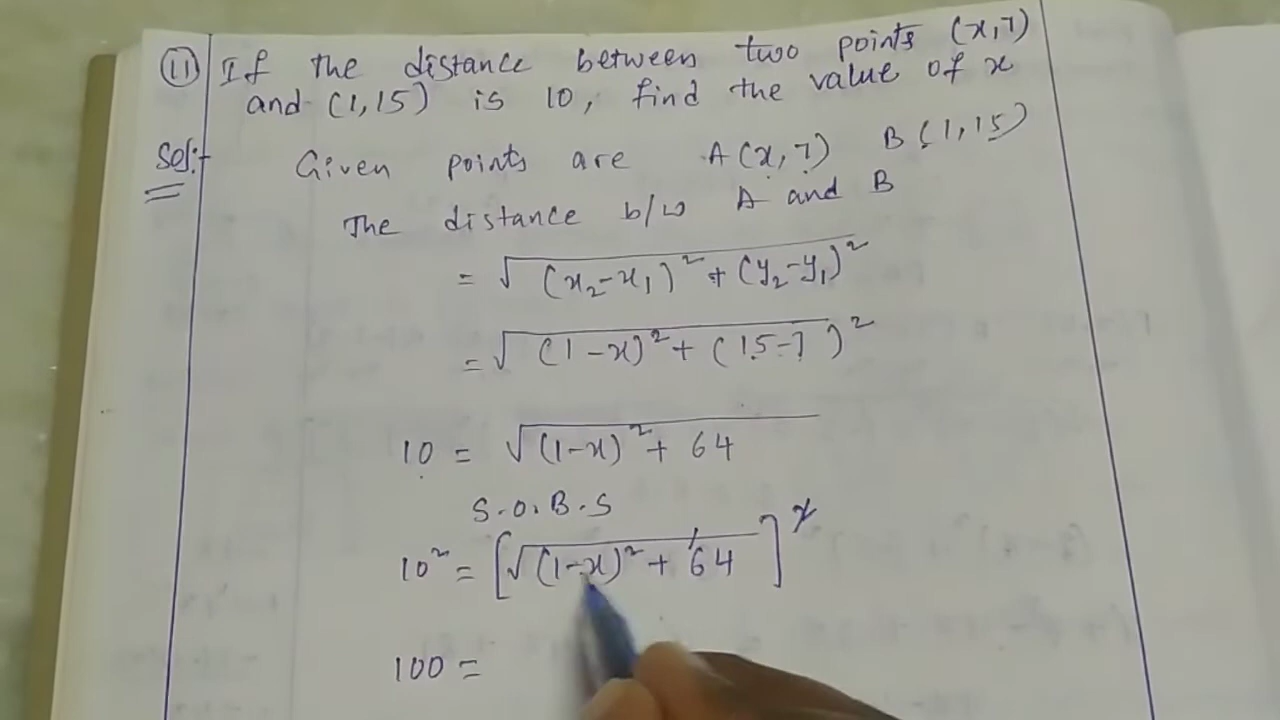 11 If the distance between two points (x,7)
and (1,15) is 10, find the value of x
Sol:- Given points are A(x,7) B(1,15)
The distance b/w A and B
= √(x₂-x₁)² + (y₂-y₁)²
= √(1-x)² + (15-7)²
10 = √(1-x)² + 64
S.O.B.S
10² = [√(1-x)² + 64]²
100 =